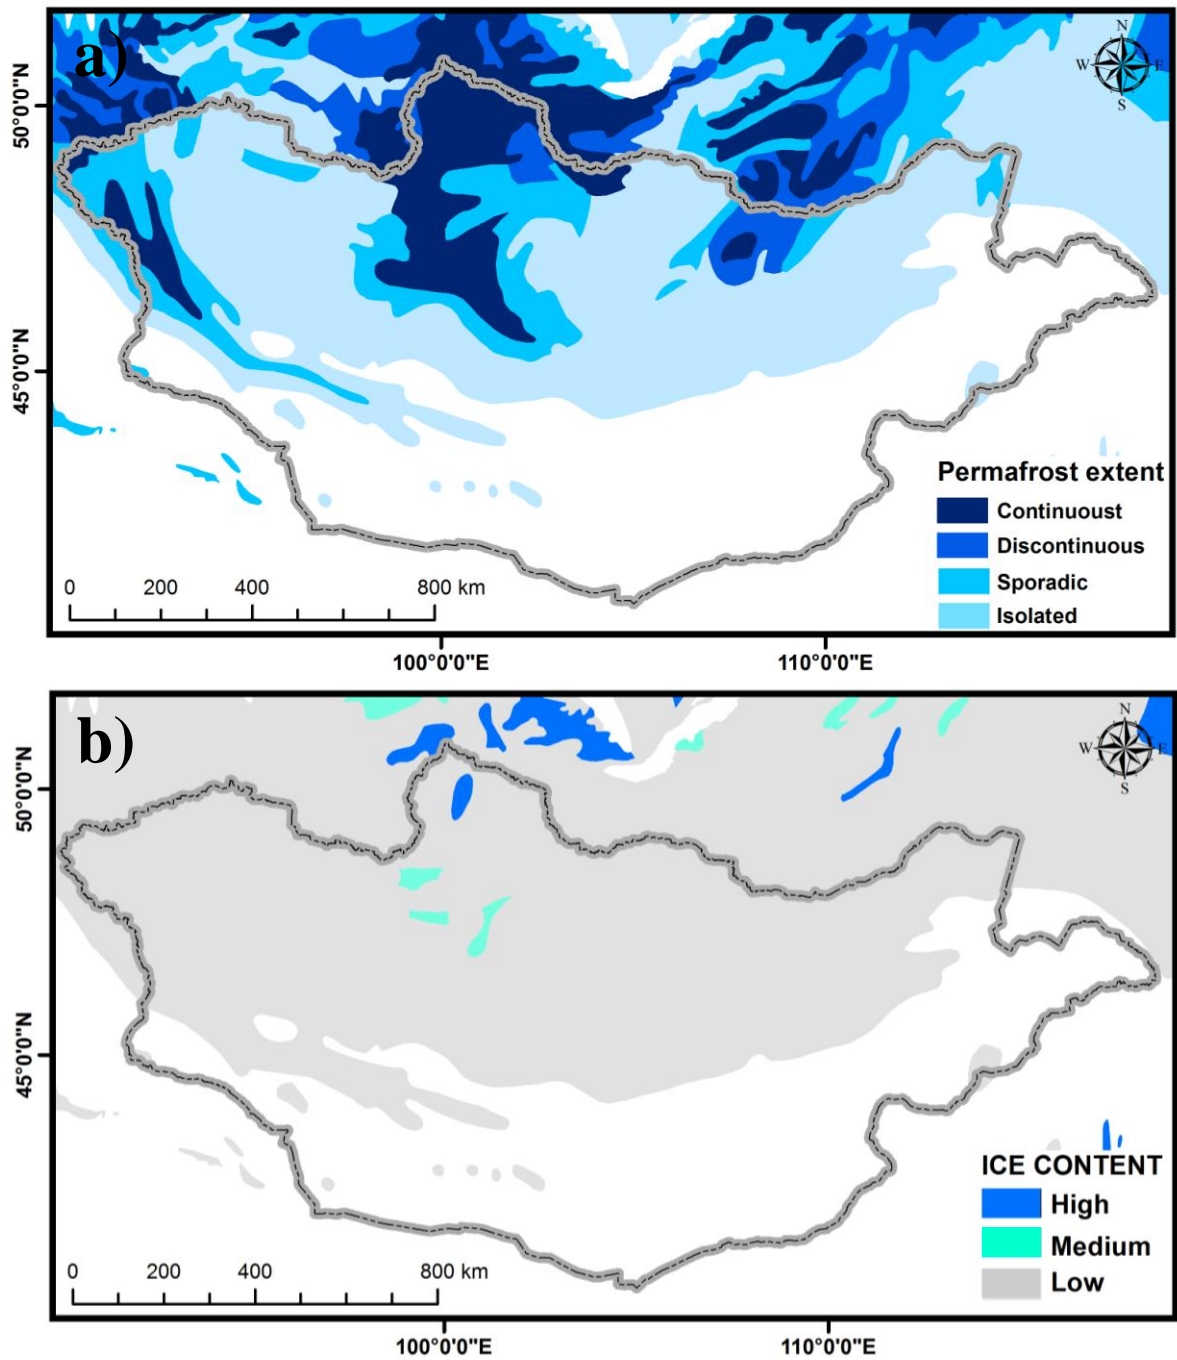 a)
N
W E
S
50°0'0"N
45°0'0"N
Permafrost extent
Continuoust
Discontinuous
Sporadic
Isolated
0 200 400 800 km
100°0'0"E 110°0'0"E
b)
N
W E
S
50°0'0"N
45°0'0"N
ICE CONTENT
High
Medium
Low
0 200 400 800 km
100°0'0"E 110°0'0"E